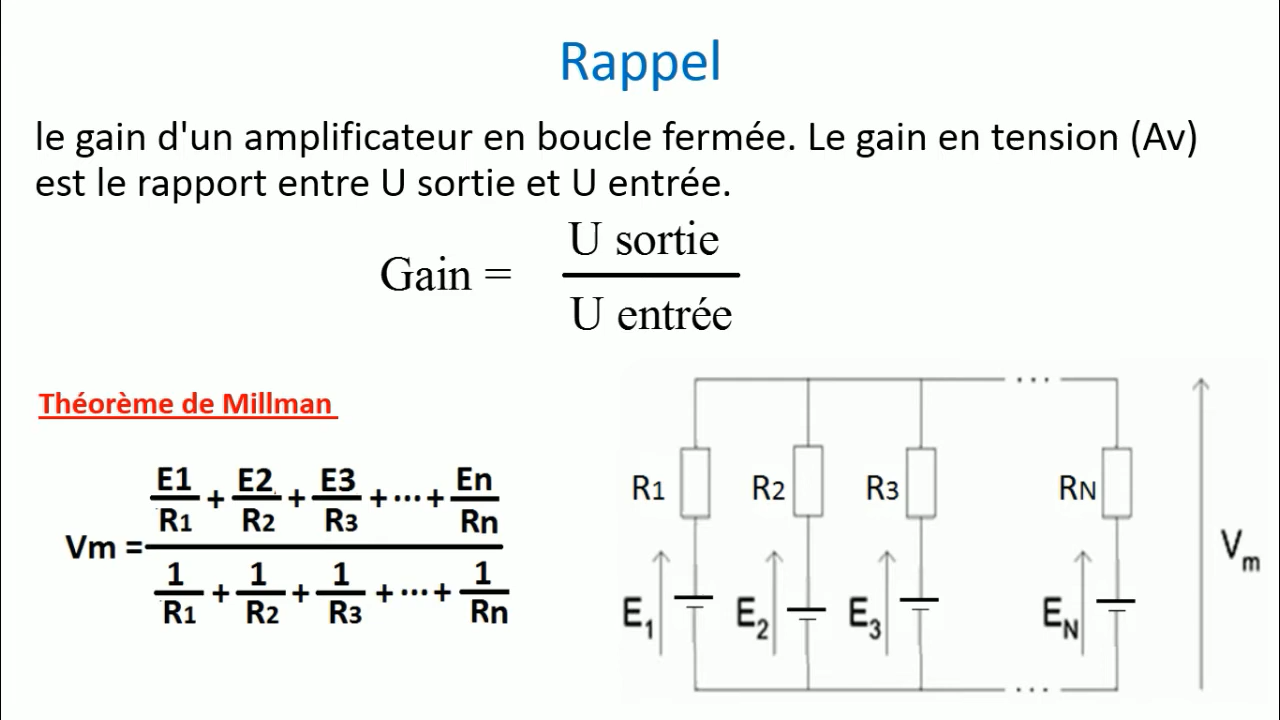 Rappel
le gain d'un amplificateur en boucle fermée. Le gain en tension (Av)
est le rapport entre U sortie et U entrée.
Gain = U sortie
U entrée
Théorème de Millman
E1 + E2 + E3 +...+ En
R1 R2 R3 Rn
Vm =
1 + 1 + 1 +...+ 1
R1 R2 R3 Rn
...
R1 R2 R3 RN
Vm
E1 E2 E3 EN
...